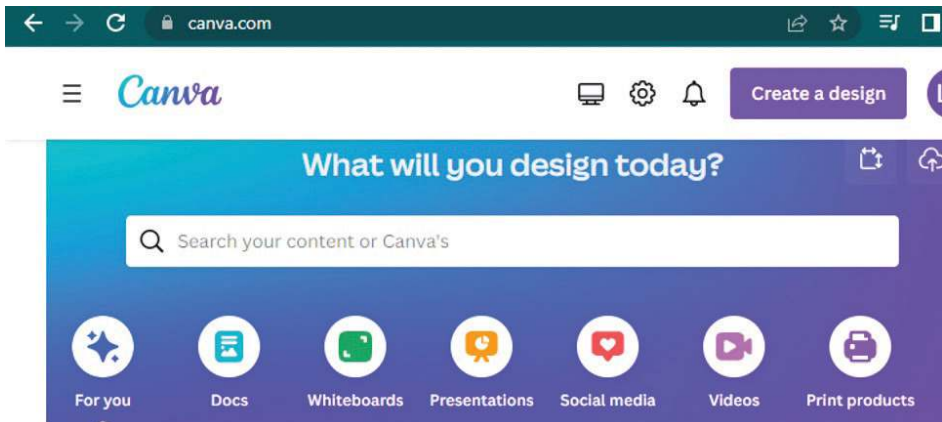 canva.com
Canva
Create a design
What will you design today?
Search your content or Canva's
For you Docs Whiteboards Presentations Social media Videos Print products